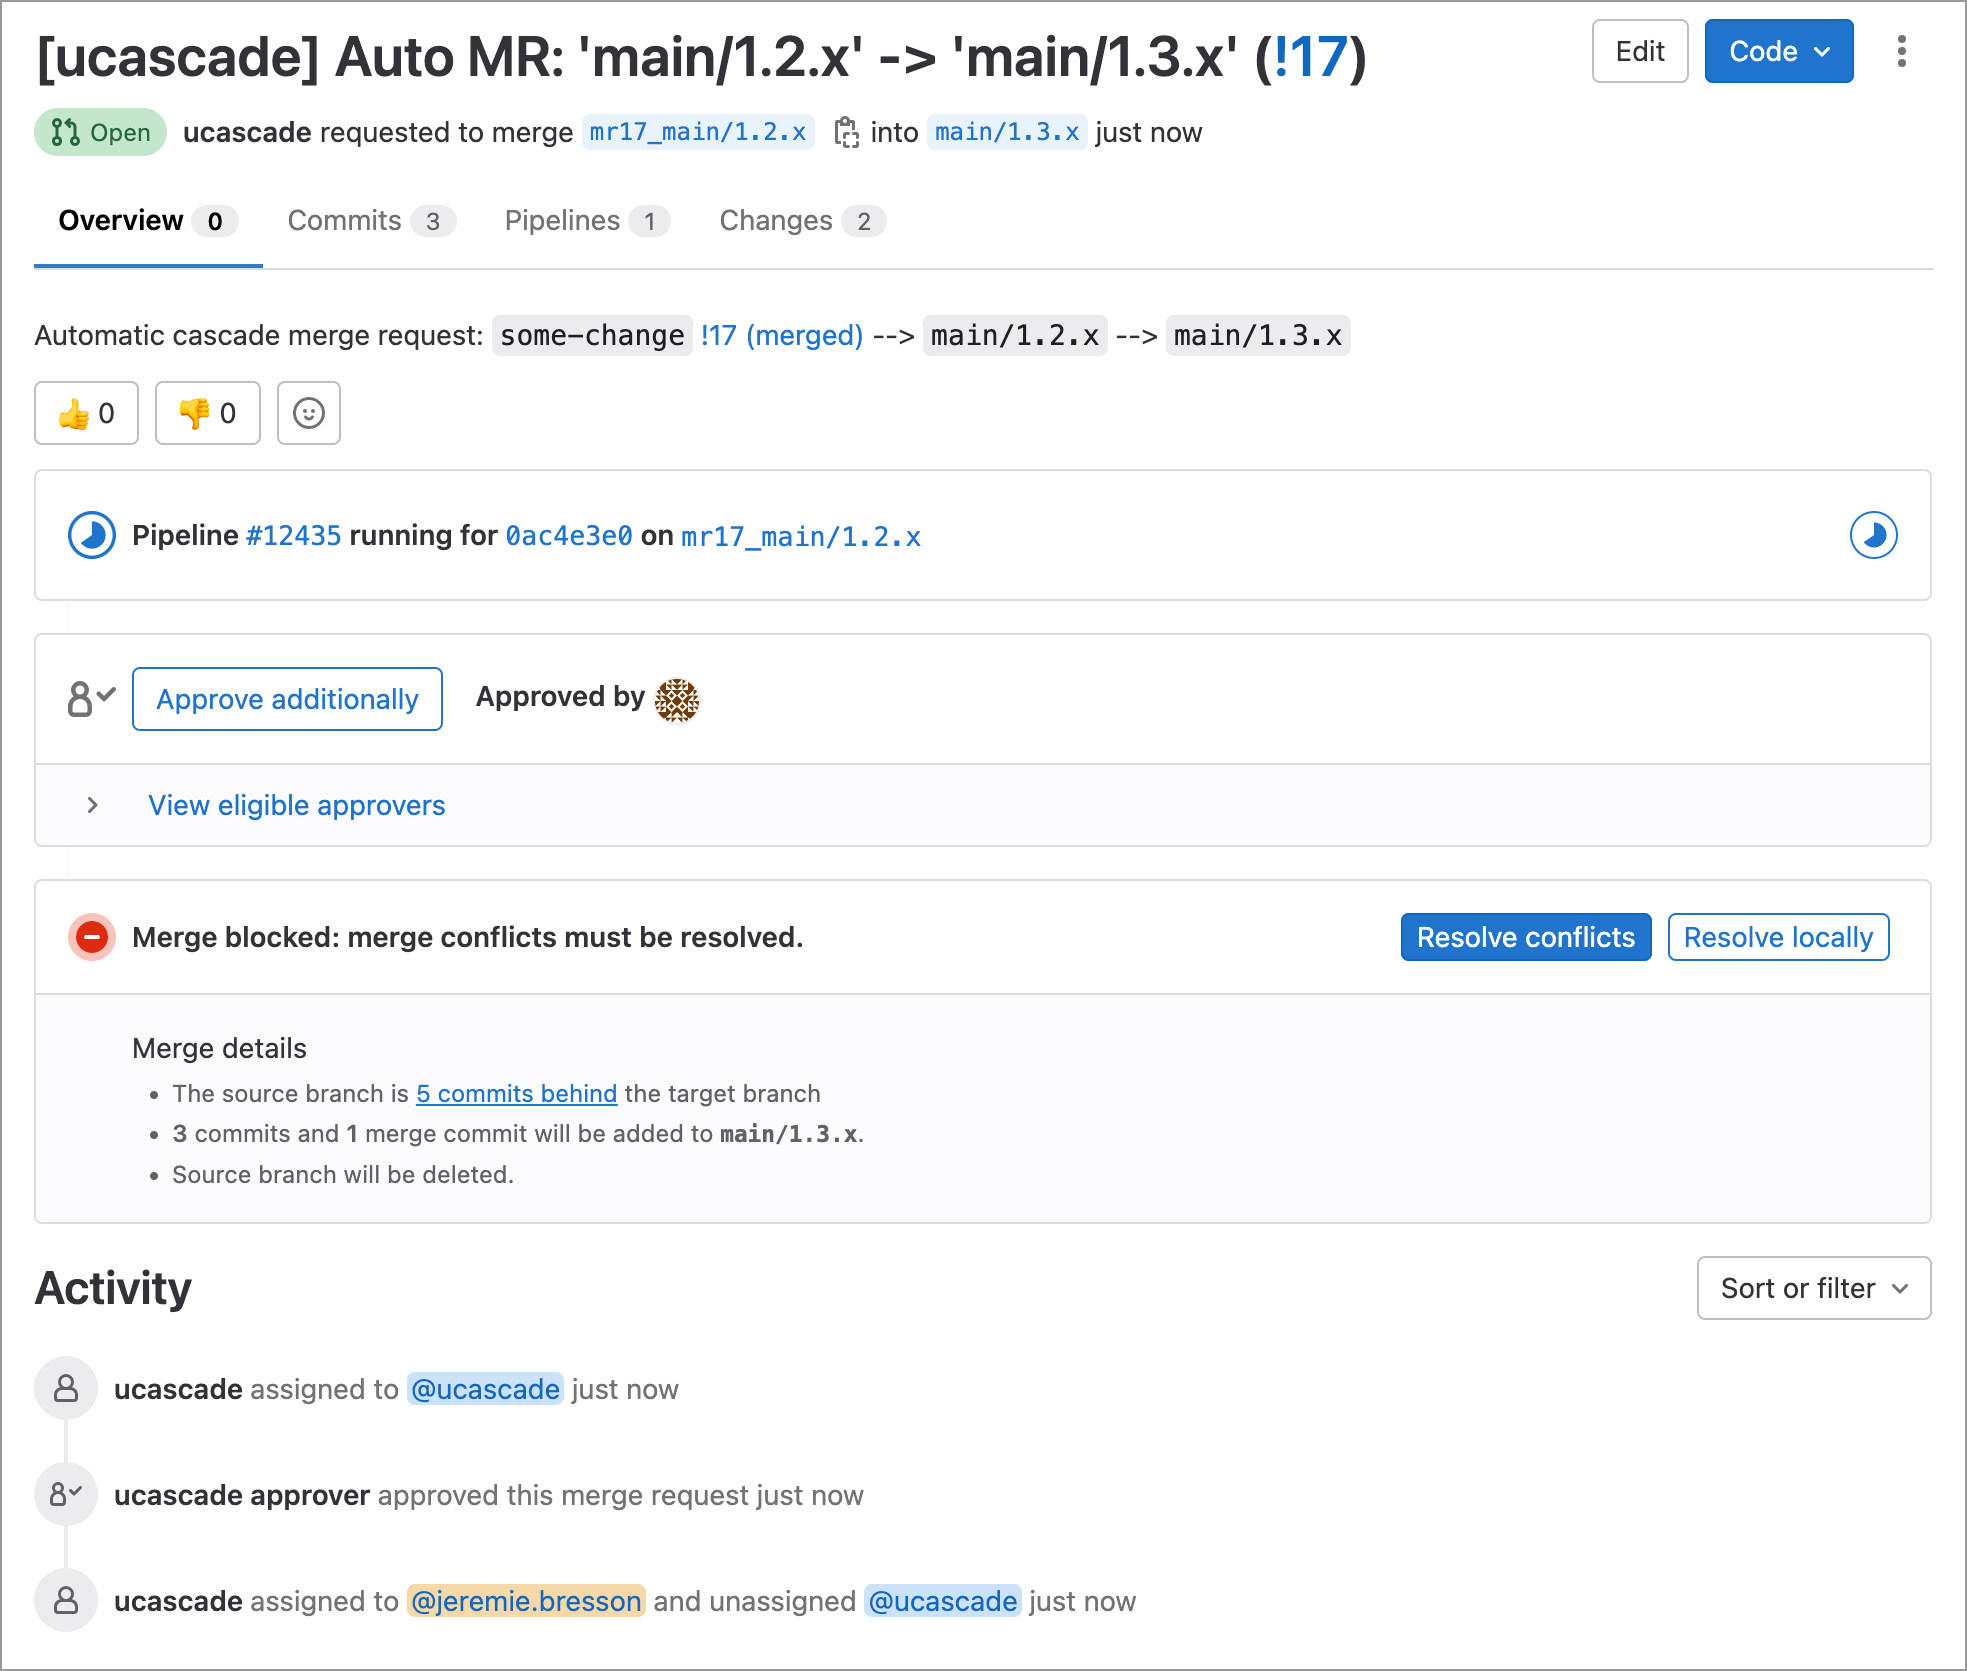 [ucascade] Auto MR: 'main/1.2.x' -> 'main/1.3.x' (!17)
Edit
Code
Open
ucascade requested to merge mr17_main/1.2.x into main/1.3.x just now
Overview 0
Commits 3
Pipelines 1
Changes 2
Automatic cascade merge request: some-change !17 (merged) --> main/1.2.x --> main/1.3.x
0
0
Pipeline #12435 running for 0ac4e3e0 on mr17_main/1.2.x
Approve additionally
Approved by
View eligible approvers
Merge blocked: merge conflicts must be resolved.
Resolve conflicts
Resolve locally
Merge details
• The source branch is 5 commits behind the target branch
• 3 commits and 1 merge commit will be added to main/1.3.x.
• Source branch will be deleted.
Activity
Sort or filter
ucascade assigned to @ucascade just now
ucascade approver approved this merge request just now
ucascade assigned to @jeremie.bresson and unassigned @ucascade just now